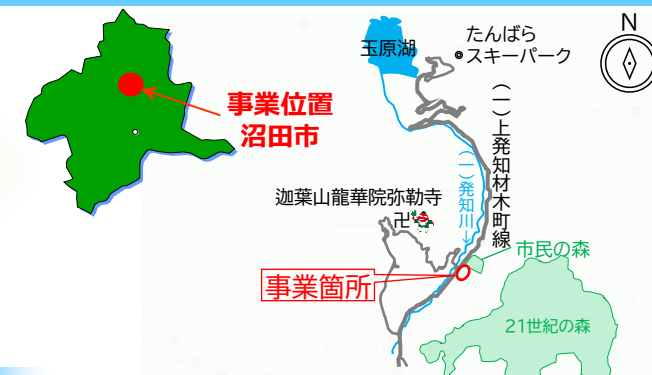 事業位置
沼田市
玉原湖
たんばら
スキーパーク
N
(一)上発知材木町線
(一)発知川→
迦葉山龍華院弥勒寺
卍
市民の森
事業箇所
21世紀の森